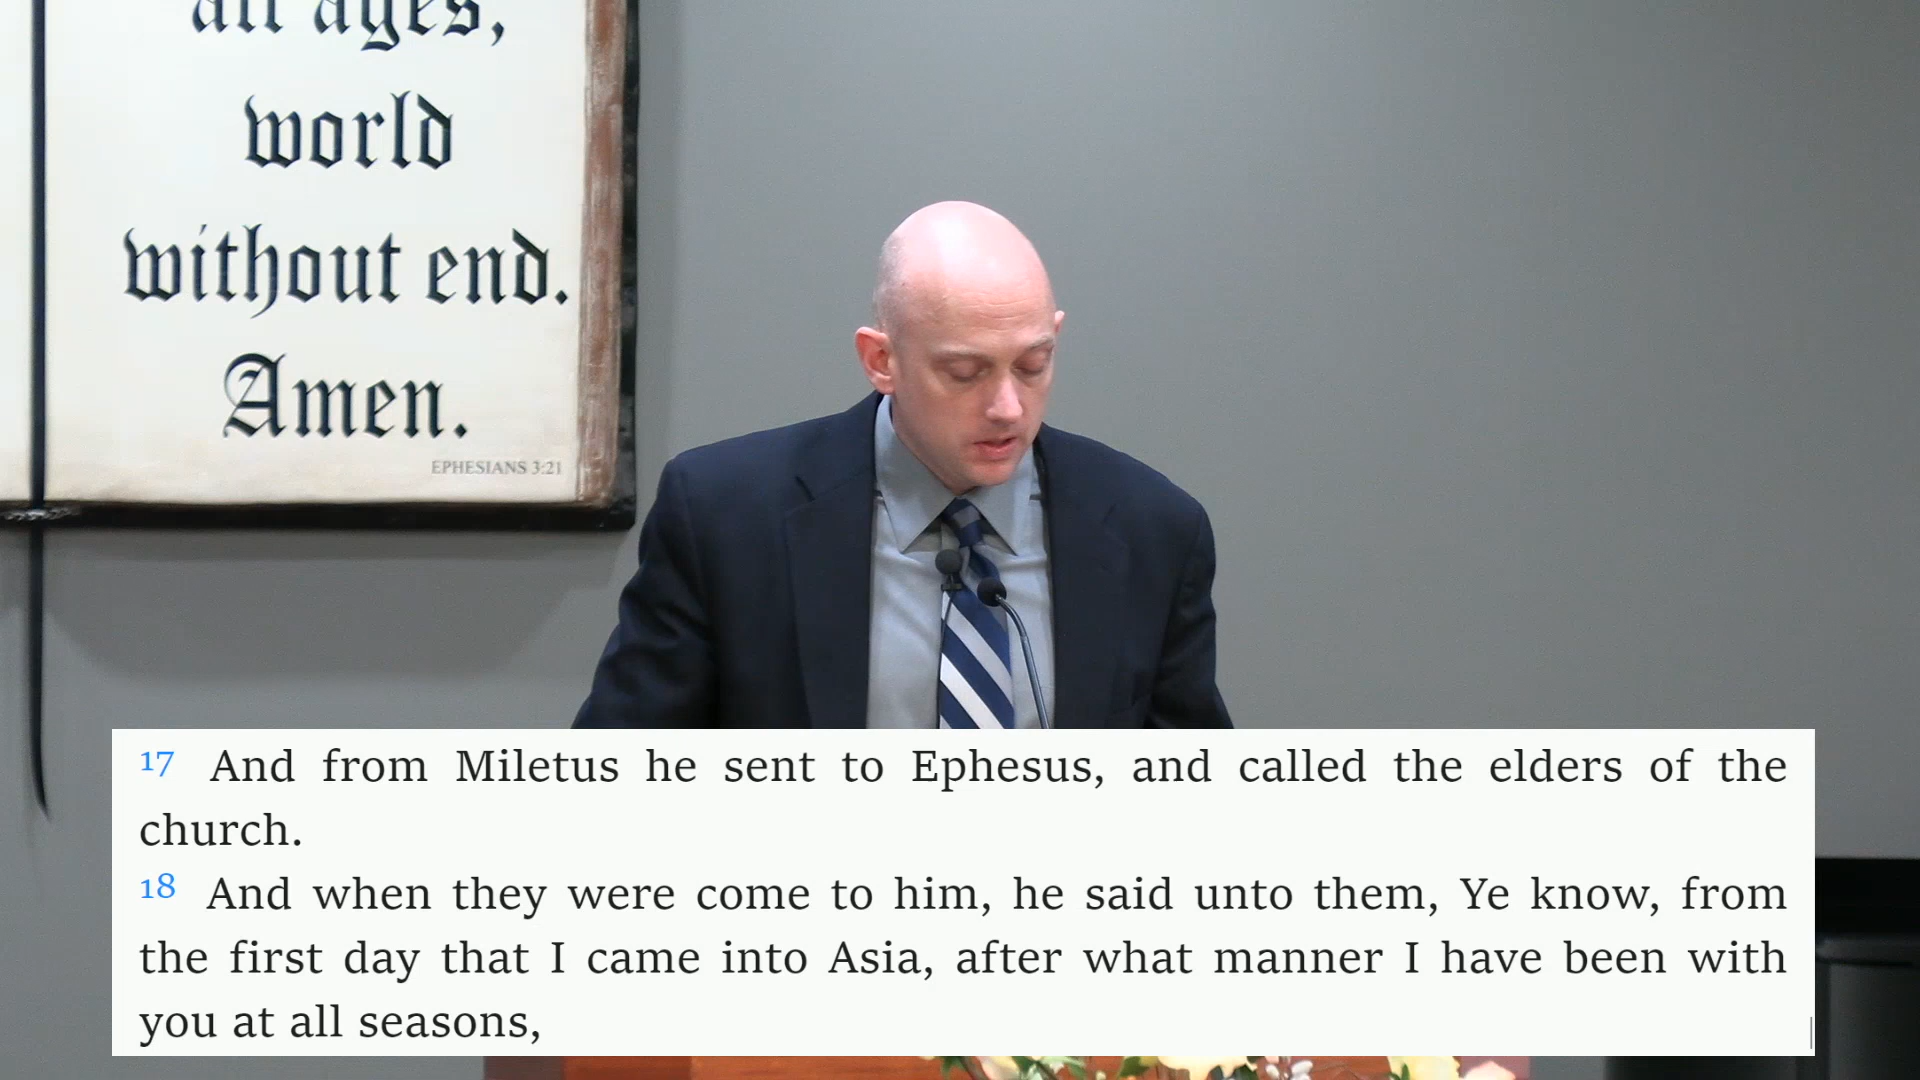 all ages,
world
without end.
Amen.
EPHESIANS 3:21
17 And from Miletus he sent to Ephesus, and called the elders of the
church.
18 And when they were come to him, he said unto them, Ye know, from
the first day that I came into Asia, after what manner I have been with
you at all seasons,